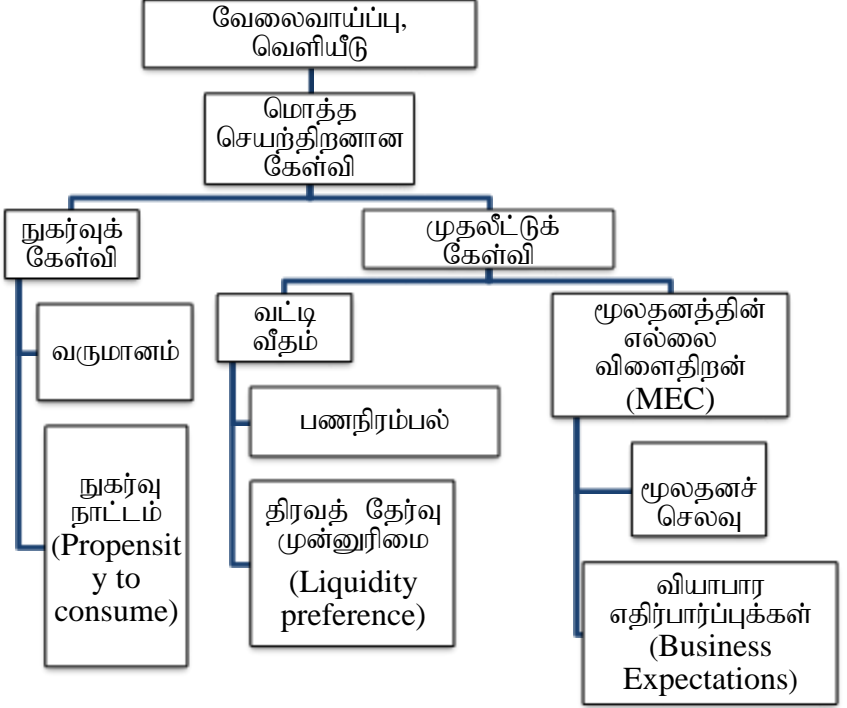 வேலைவாய்ப்பு,
வெளியீடு
மொத்த
செயற்திறனான
கேள்வி
நுகர்வுக்
கேள்வி
வருமானம்
நுகர்வு
நாட்டம்
(Propensit
y to
consume)
முதலீட்டுக்
கேள்வி
வட்டி
வீதம்
பணநிரம்பல்
திரவத் தேர்வு
முன்னுரிமை
(Liquidity
preference)
மூலதனத்தின்
எல்லை
விளைதிறன்
(MEC)
மூலதனச்
செலவு
வியாபார
எதிர்பார்ப்புக்கள்
(Business
Expectations)